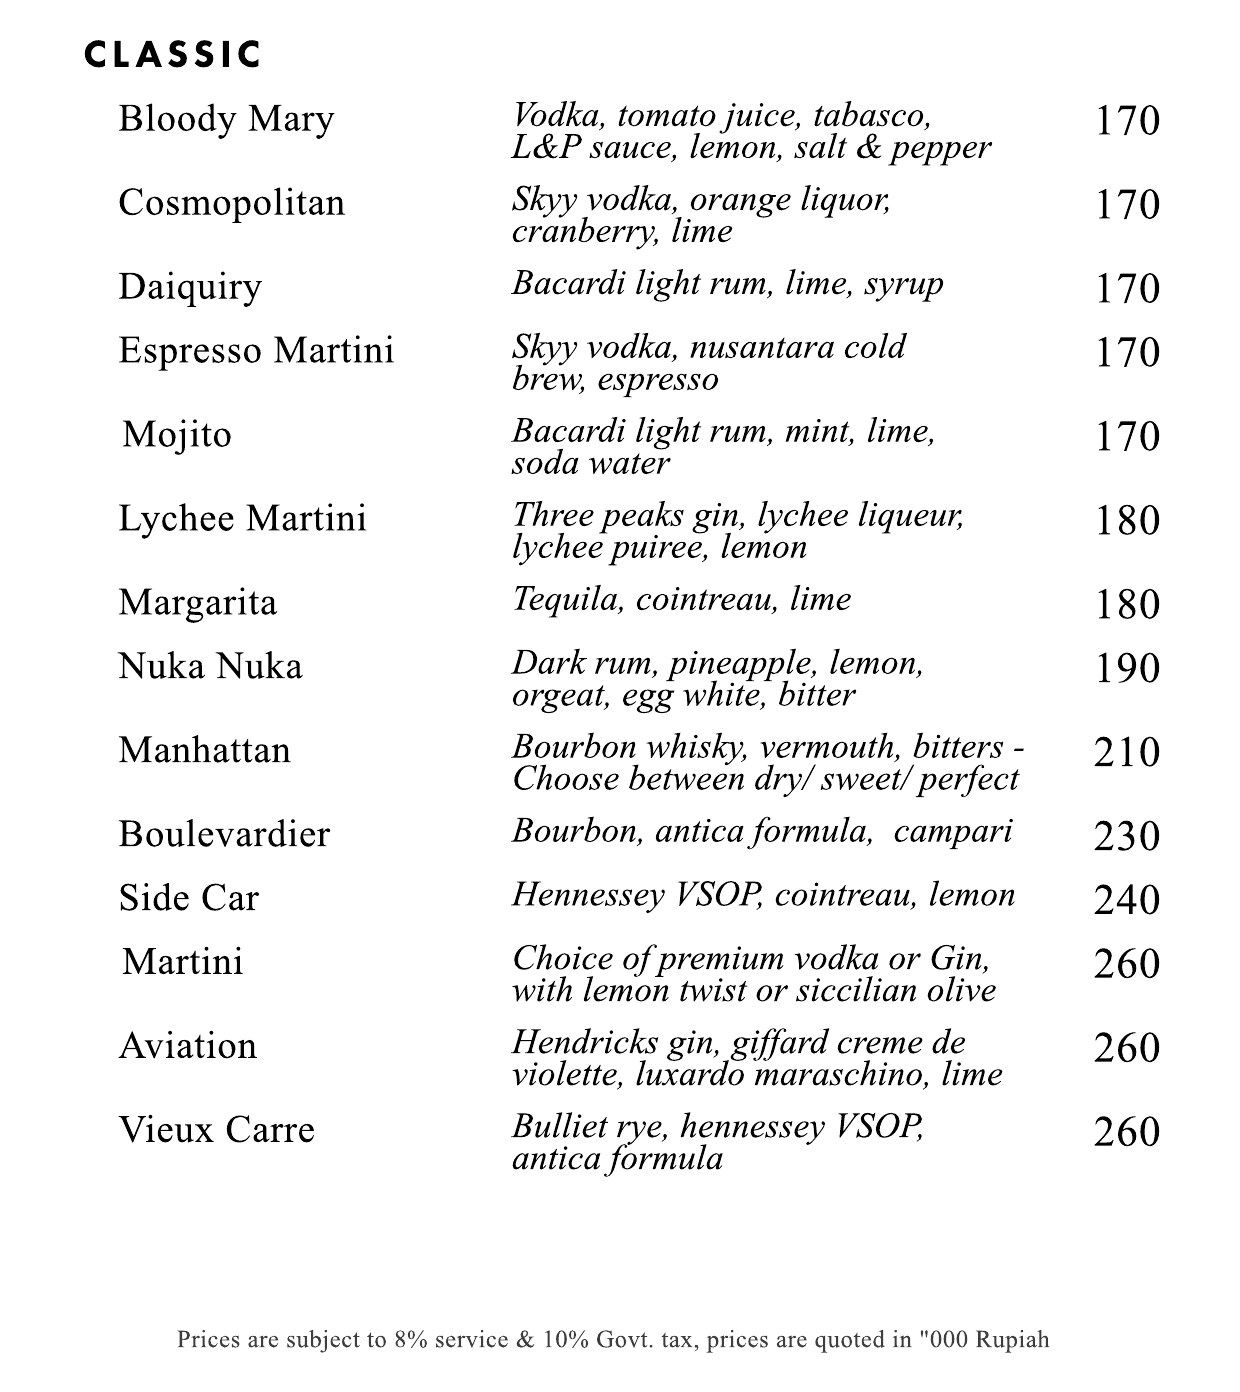 CLASSIC
Bloody Mary Vodka, tomato juice, tabasco, 170
L&P sauce, lemon, salt & pepper
Cosmopolitan Skyy vodka, orange liquor, 170
cranberry, lime
Daiquiry Bacardi light rum, lime, syrup 170
Espresso Martini Skyy vodka, nusantara cold 170
brew, espresso
Mojito Bacardi light rum, mint, lime, 170
soda water
Lychee Martini Three peaks gin, lychee liqueur, 180
lychee puiree, lemon
Margarita Tequila, cointreau, lime 180
Nuka Nuka Dark rum, pineapple, lemon, 190
orgeat, egg white, bitter
Manhattan Bourbon whisky, vermouth, bitters - 210
Choose between dry/ sweet/ perfect
Boulevardier Bourbon, antica formula, campari 230
Side Car Hennessey VSOP, cointreau, lemon 240
Martini Choice of premium vodka or Gin, 260
with lemon twist or siccilian olive
Aviation Hendricks gin, giffard creme de 260
violette, luxardo maraschino, lime
Vieux Carre Bulliet rye, hennessey VSOP, 260
antica formula
Prices are subject to 8% service & 10% Govt. tax, prices are quoted in "000 Rupiah